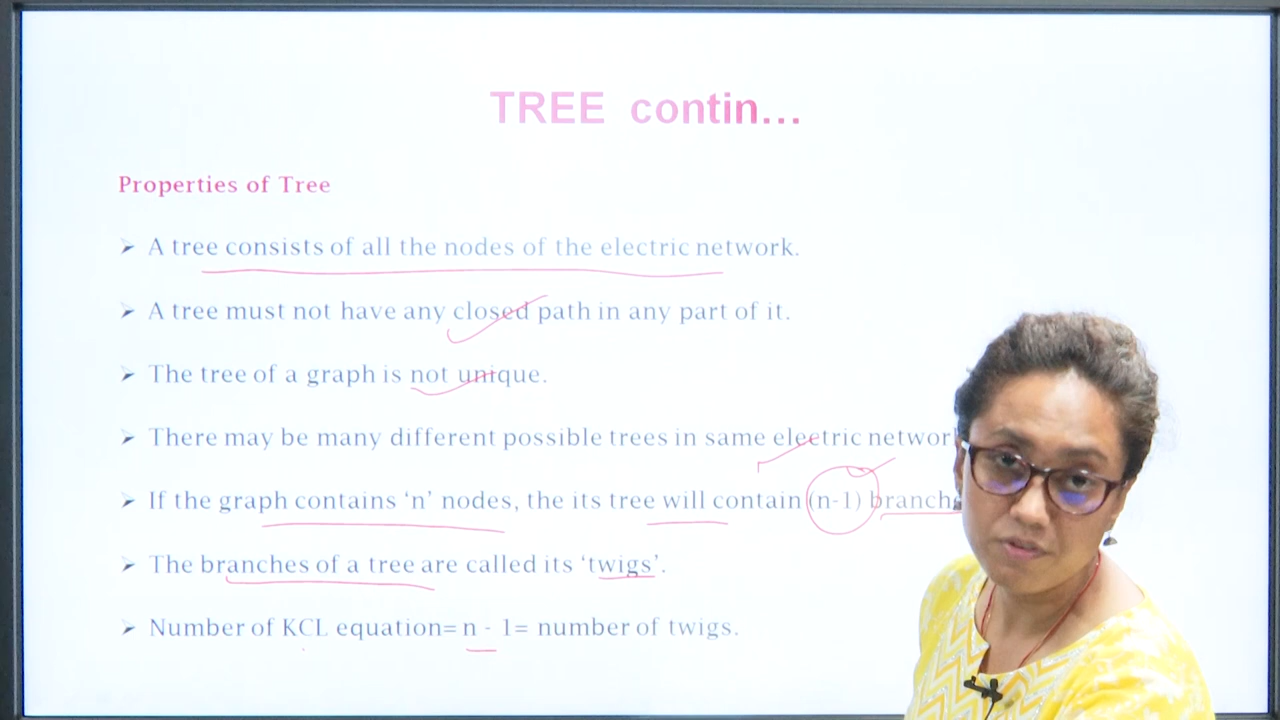 TREE contin...
Properties of Tree
➢ A tree consists of all the nodes of the electric network.
➢ A tree must not have any closed path in any part of it.
➢ The tree of a graph is not unique.
➢ There may be many different possible trees in same electric
➢ If the graph contains ‘n’ nodes, the its tree will contain (n-1)
➢ The branches of a tree are called its ‘twigs’.
➢ Number of KCL equation= n - 1= number of twigs.